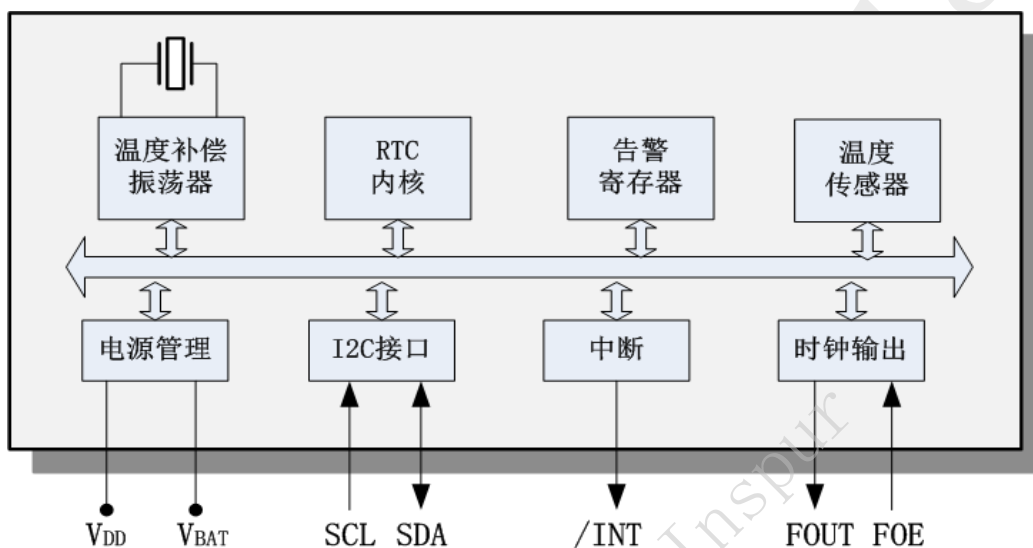 温度补偿
振荡器
RTC
内核
告警
寄存器
温度
传感器
电源管理
I2C接口
中断
时钟输出
VDD
VBAT
SCL
SDA
/INT
FOUT
FOE
Inspur